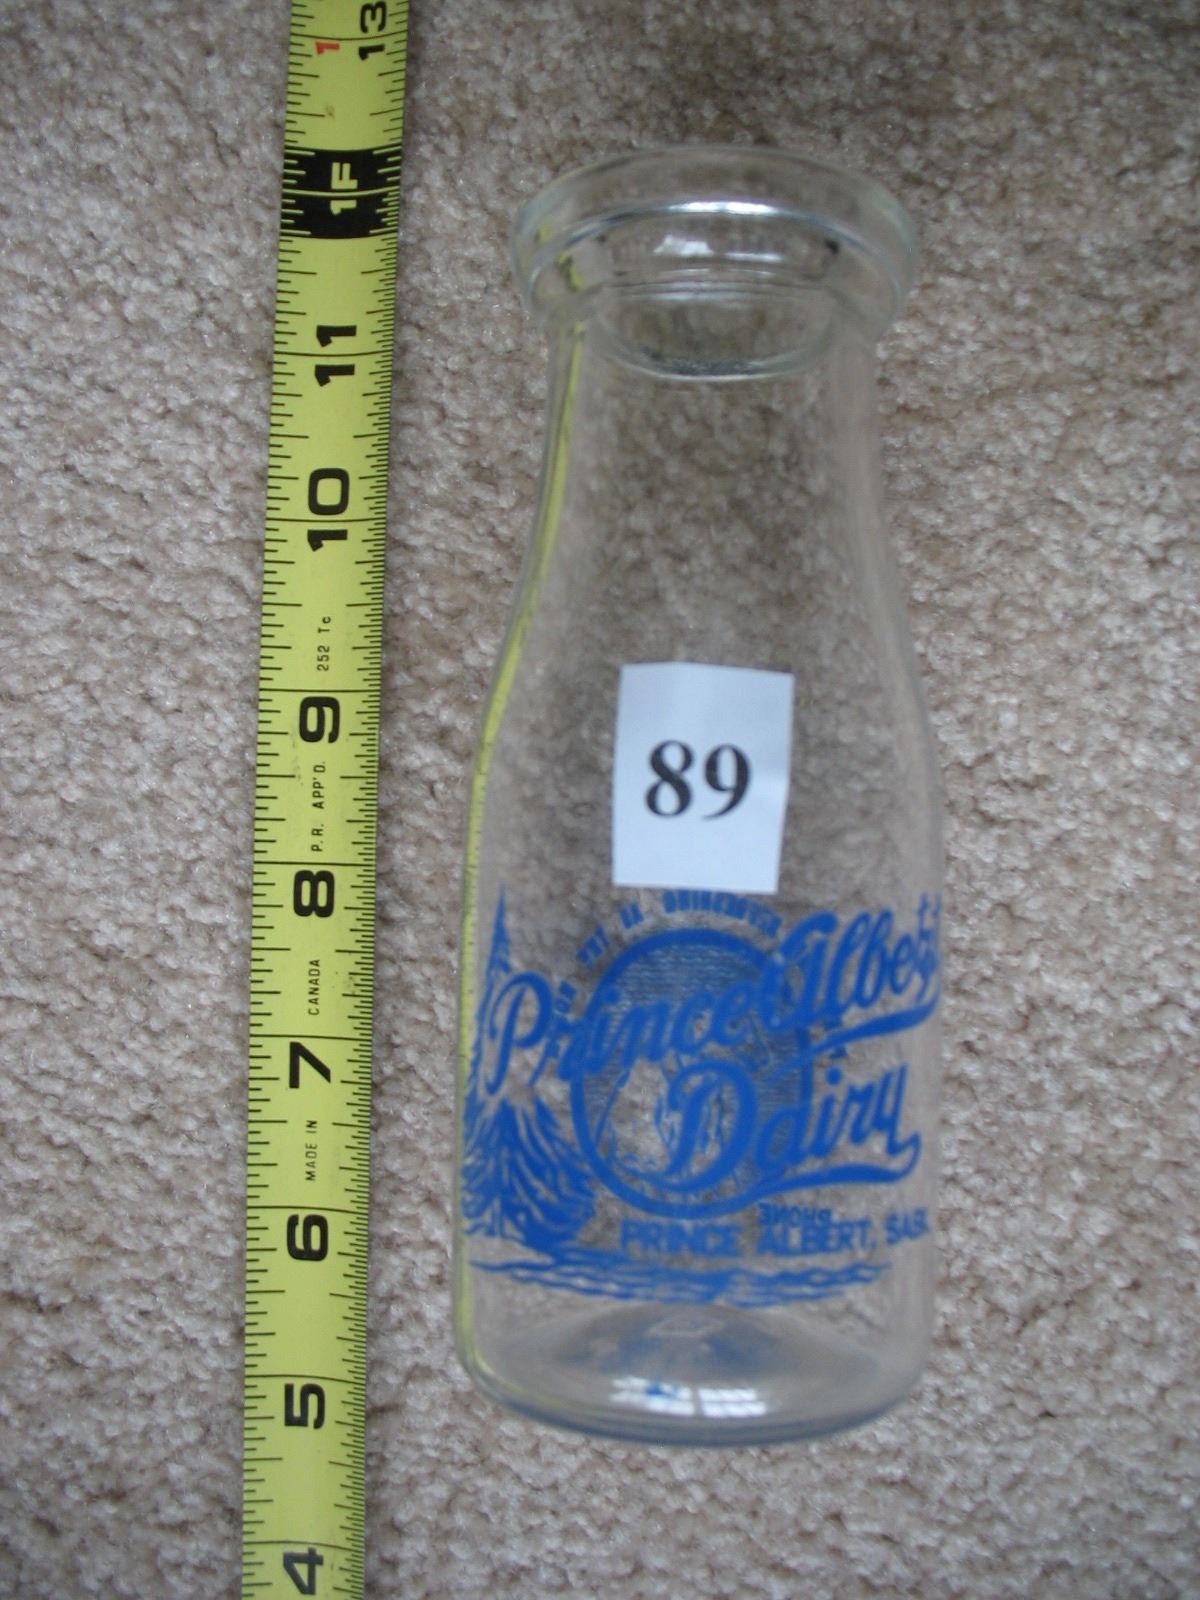 13
1
1F
11
10
252 Tc
9
P.R. APP'D.
8
CANADA
7
MADE IN
6
5
4
89
Prince Albert
Dairy
PHONE
PRINCE ALBERT, SASK